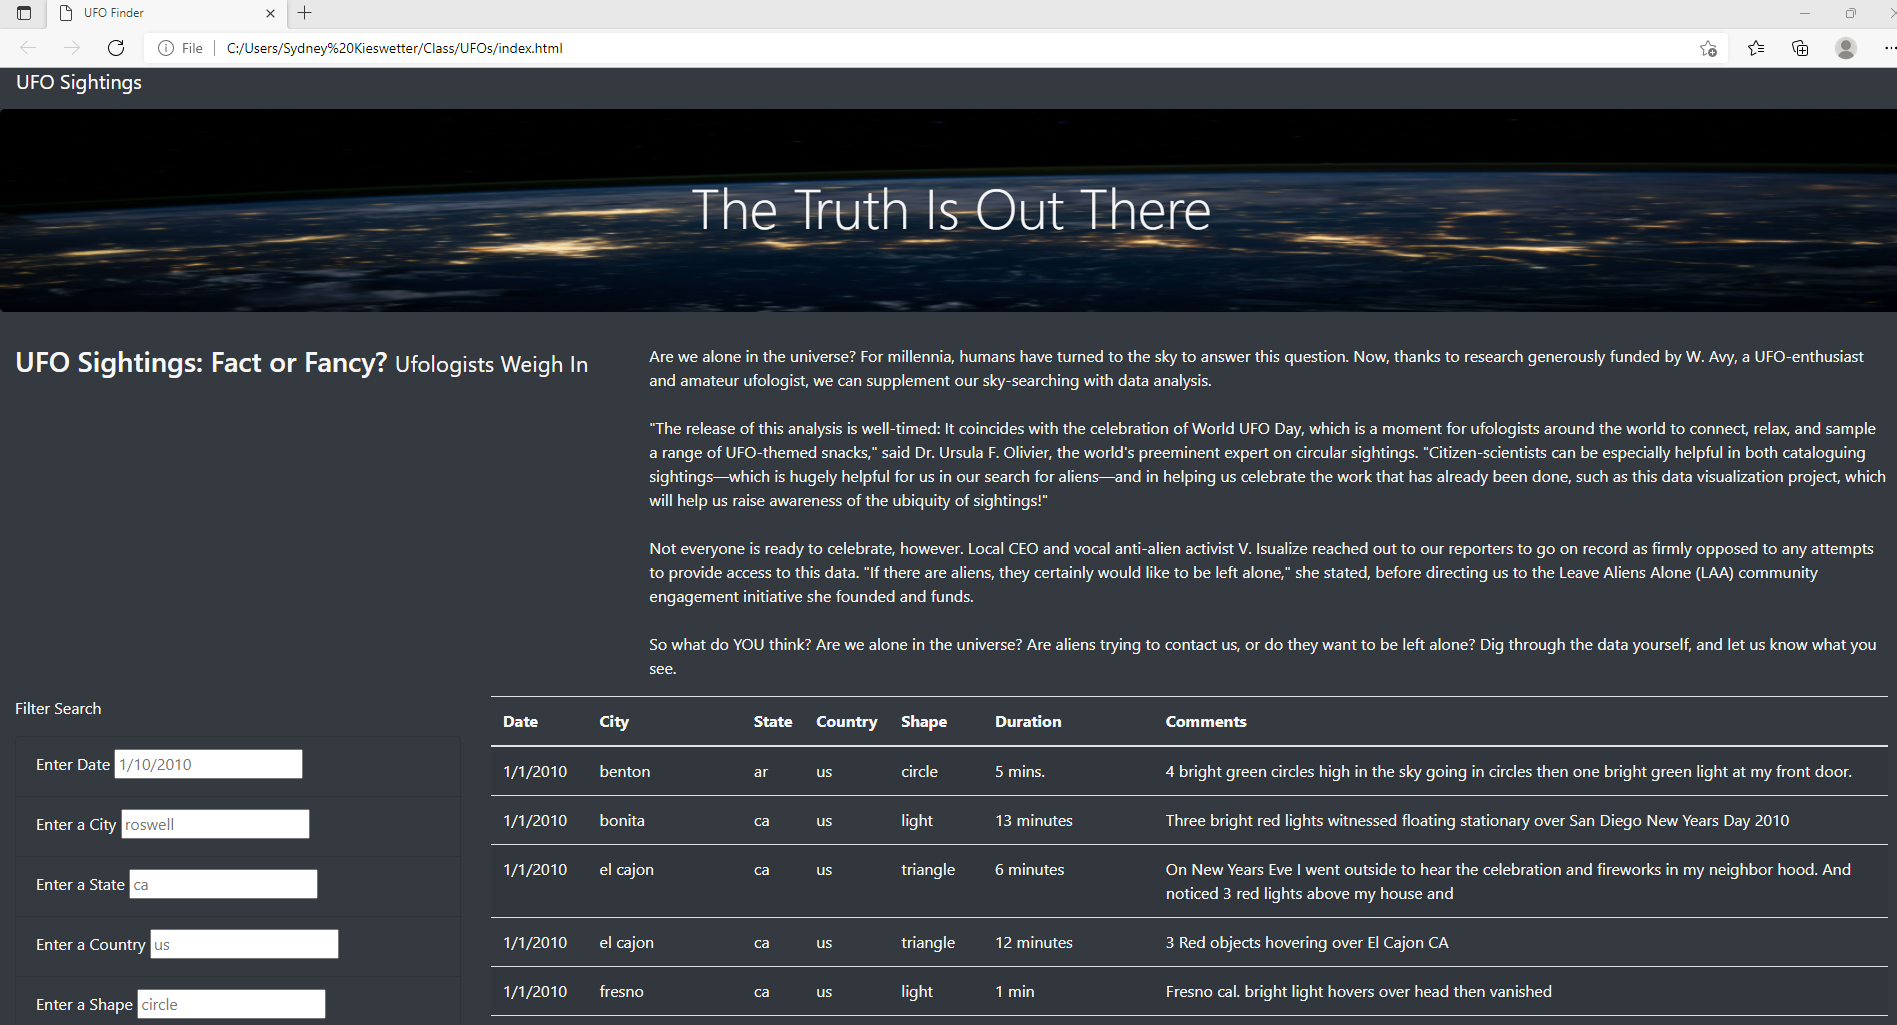 UFO Finder
File
C:/Users/Sydney%20Kieswetter/Class/UFOs/index.html
UFO Sightings
The Truth Is Out There
UFO Sightings: Fact or Fancy? Ufologists Weigh In
Are we alone in the universe? For millennia, humans have turned to the sky to answer this question. Now, thanks to research generously funded by W. Avy, a UFO-enthusiast
and amateur ufologist, we can supplement our sky-searching with data analysis.
"The release of this analysis is well-timed: It coincides with the celebration of World UFO Day, which is a moment for ufologists around the world to connect, relax, and sample
a range of UFO-themed snacks," said Dr. Ursula F. Olivier, the world's preeminent expert on circular sightings. "Citizen-scientists can be especially helpful in both cataloguing
sightings—which is hugely helpful for us in our search for aliens—and in helping us celebrate the work that has already been done, such as this data visualization project, which
will help us raise awareness of the ubiquity of sightings!"
Not everyone is ready to celebrate, however. Local CEO and vocal anti-alien activist V. Isualize reached out to our reporters to go on record as firmly opposed to any attempts
to provide access to this data. "If there are aliens, they certainly would like to be left alone," she stated, before directing us to the Leave Aliens Alone (LAA) community
engagement initiative she founded and funds.
So what do YOU think? Are we alone in the universe? Are aliens trying to contact us, or do they want to be left alone? Dig through the data yourself, and let us know what you
see.
Filter Search
Enter Date 1/10/2010
Enter a City roswell
Enter a State ca
Enter a Country us
Enter a Shape circle
Date City State Country Shape Duration Comments
1/1/2010 benton ar us circle 5 mins. 4 bright green circles high in the sky going in circles then one bright green light at my front door.
1/1/2010 bonita ca us light 13 minutes Three bright red lights witnessed floating stationary over San Diego New Years Day 2010
1/1/2010 el cajon ca us triangle 6 minutes On New Years Eve I went outside to hear the celebration and fireworks in my neighbor hood. And
noticed 3 red lights above my house and
1/1/2010 el cajon ca us triangle 12 minutes 3 Red objects hovering over El Cajon CA
1/1/2010 fresno ca us light 1 min Fresno cal. bright light hovers over head then vanished